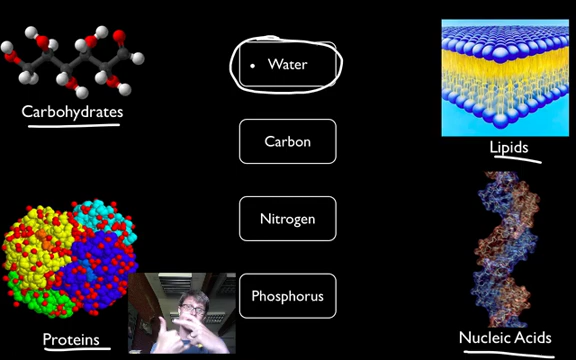 Water
Carbohydrates
Carbon
Lipids
Nitrogen
Phosphorus
Proteins
Nucleic Acids